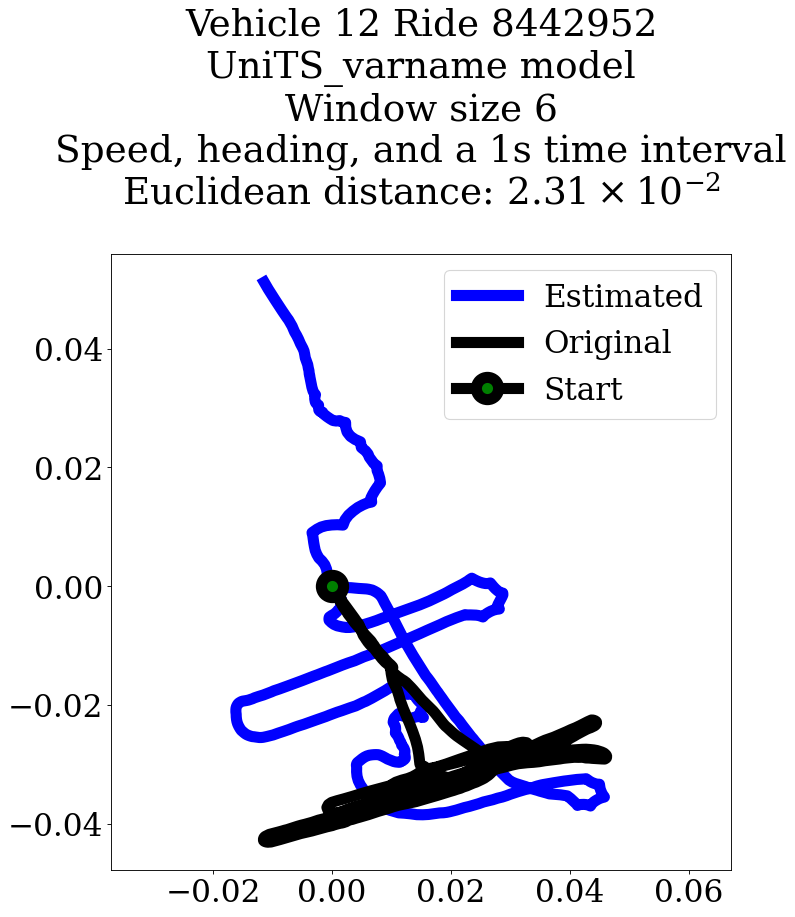 Vehicle 12 Ride 8442952
UniTS_varname model
Window size 6
Speed, heading, and a 1s time interval
Euclidean distance: 2.31 × 10⁻²
Estimated
Original
Start
0.04
0.02
0.00
−0.02
−0.04
−0.02 0.00 0.02 0.04 0.06